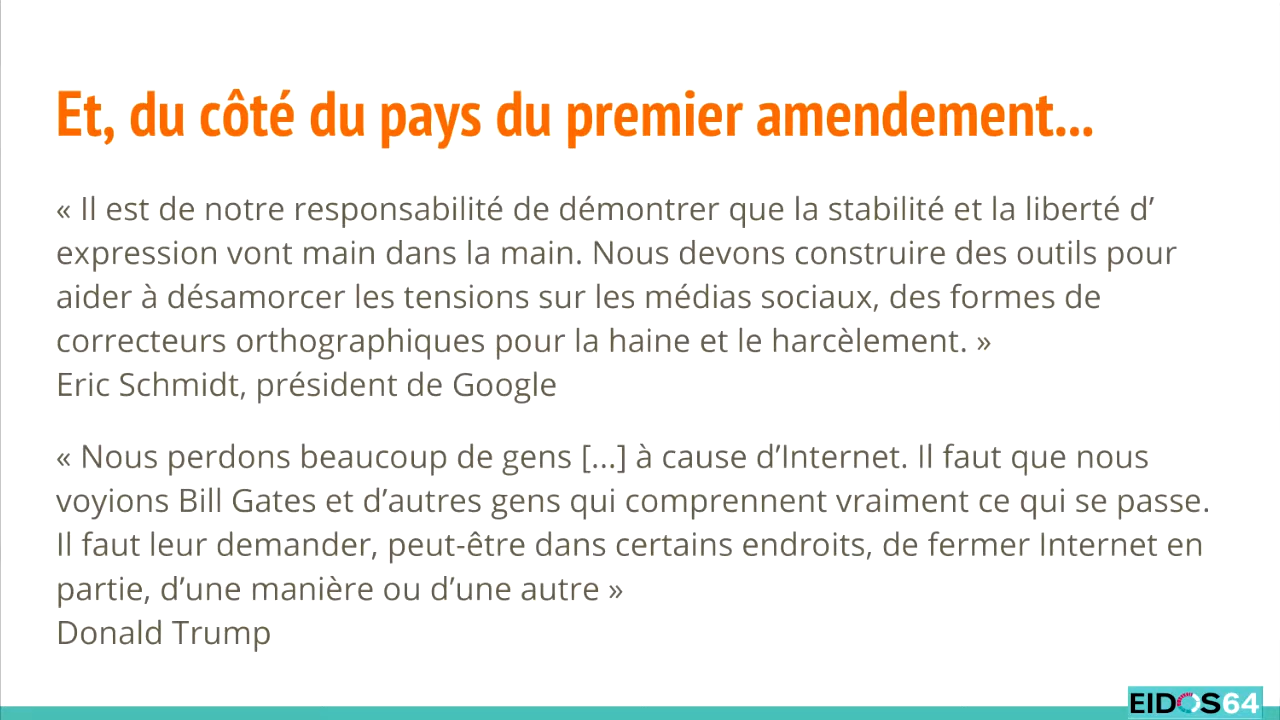 Et, du côté du pays du premier amendement...
« Il est de notre responsabilité de démontrer que la stabilité et la liberté d’
expression vont main dans la main. Nous devons construire des outils pour
aider à désamorcer les tensions sur les médias sociaux, des formes de
correcteurs orthographiques pour la haine et le harcèlement. »
Eric Schmidt, président de Google
« Nous perdons beaucoup de gens [...] à cause d’Internet. Il faut que nous
voyions Bill Gates et d’autres gens qui comprennent vraiment ce qui se passe.
Il faut leur demander, peut-être dans certains endroits, de fermer Internet en
partie, d’une manière ou d’une autre »
Donald Trump
EIDOS64